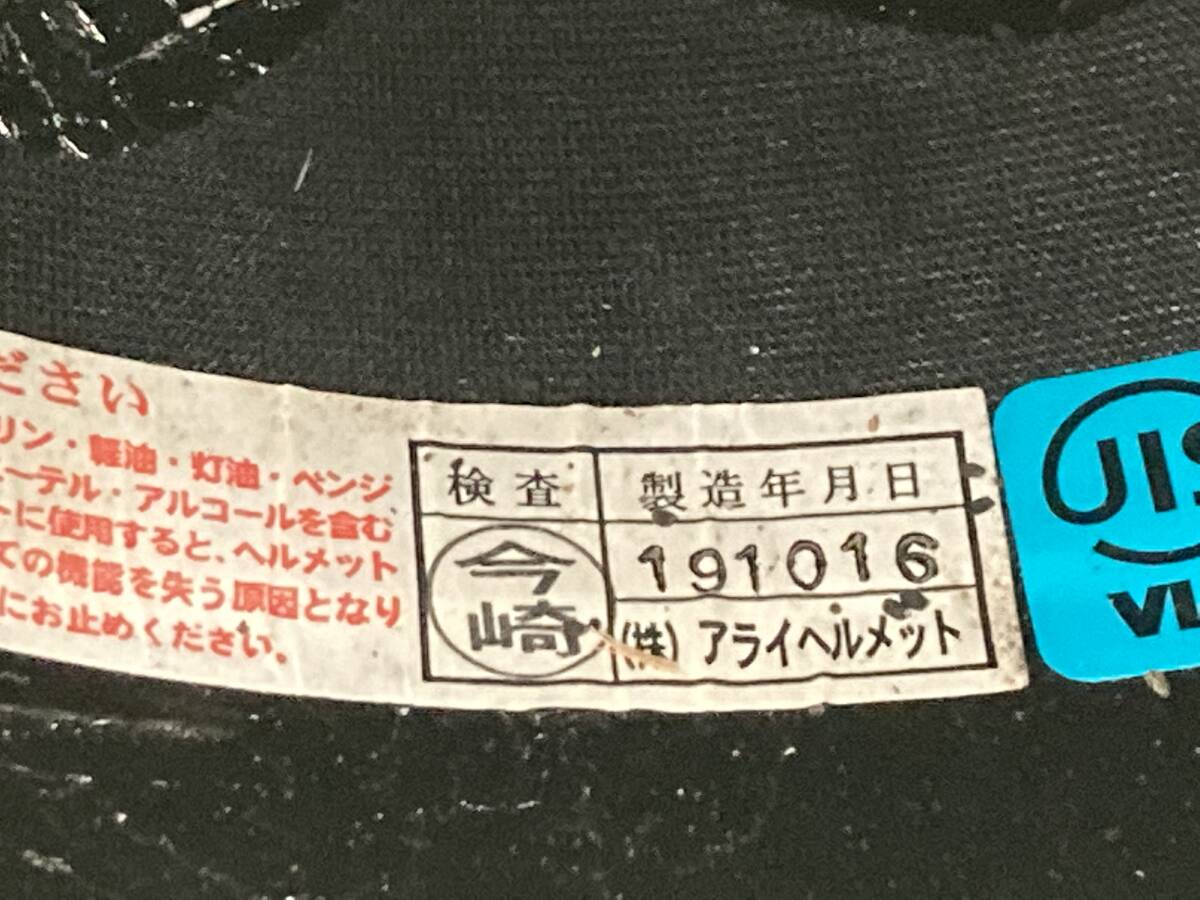 ださい
リン・軽油・灯油・ベンジ
ーテル・アルコールを含む
に使用すると、ヘルメット
ての機能を失う原因となり
にお止めください。
検査
今崎
製造年月日
191016
(株) アライヘルメット
JIS